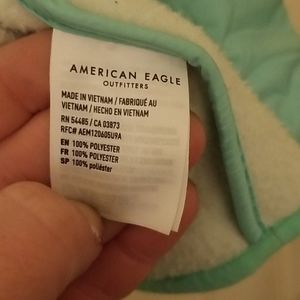 AMERICAN EAGLE
OUTFITTERS
MADE IN VIETNAM / FABRIQUÉ AU
VIETNAM / HECHO EN VIETNAM
RN 54485 / CA 03873
RFC# AEM120605U9A
EN 100% POLYESTER
FR 100% POLYESTER
SP 100% poliéster